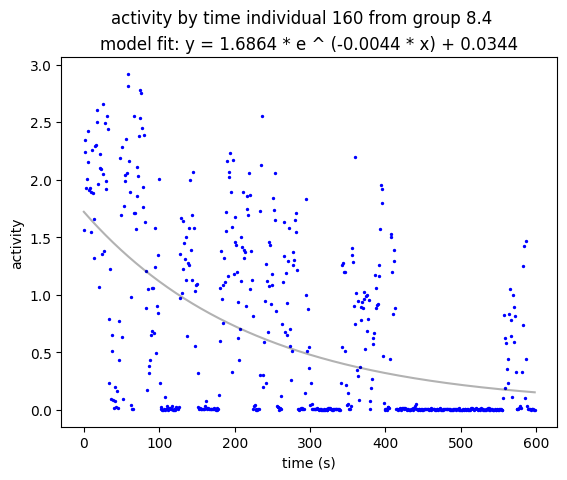 activity by time individual 160 from group 8.4
model fit: y = 1.6864 * e ^ (-0.0044 * x) + 0.0344
3.0
2.5
2.0
1.5
1.0
0.5
0.0
activity
0 100 200 300 400 500 600
time (s)